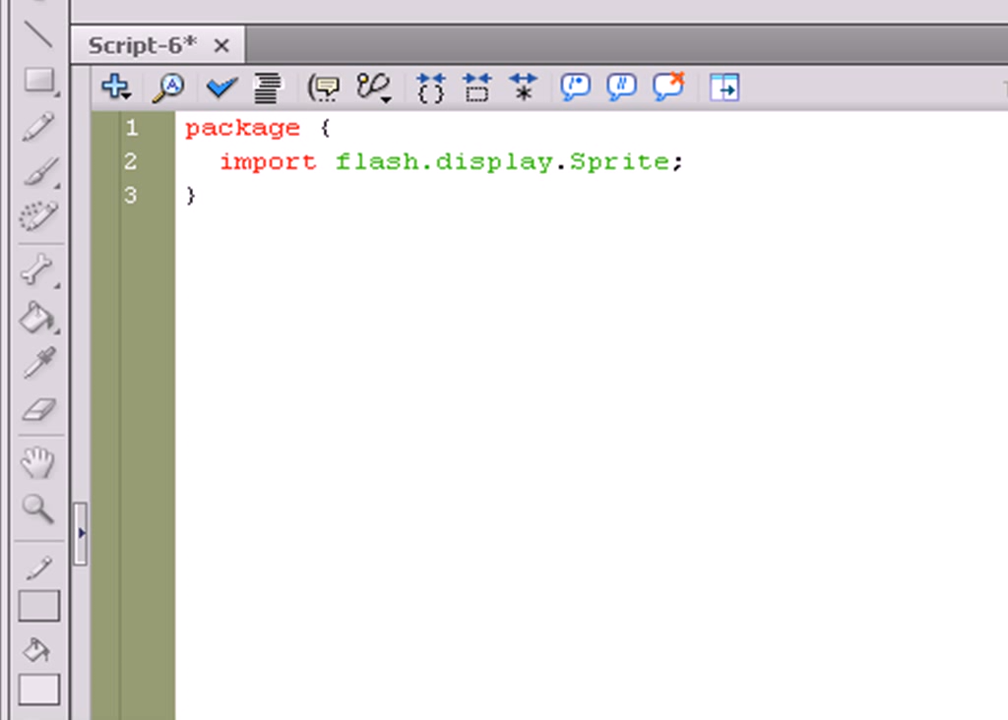 Script-6*
1 package {
2 import flash.display.Sprite;
3 }